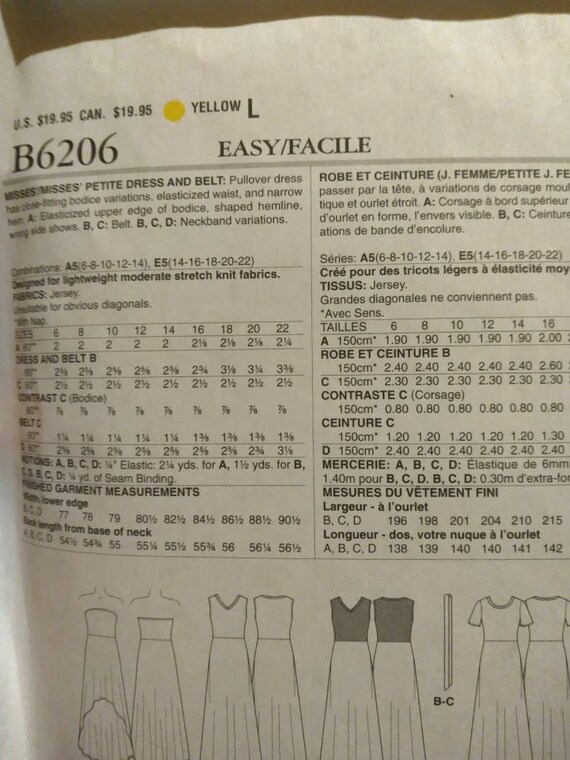 U.S. $19.95 CAN. $19.95 YELLOW L
B6206 EASY/FACILE
MISSES'/MISSES' PETITE DRESS AND BELT: Pullover dress
has close-fitting bodice variations, elasticized waist, and narrow
hem. A: Elasticized upper edge of bodice, shaped hemline,
wrong side shows. B, C: Belt. B, C, D: Neckband variations.
Combinations: A5(6-8-10-12-14), E5(14-16-18-20-22)
Designed for lightweight moderate stretch knit fabrics.
FABRICS: Jersey.
Unsuitable for obvious diagonals.
*With Nap.
SIZES 6 8 10 12 14 16 18 20 22
A 60"* 2 2 2 2 2 2⅛ 2⅛ 2⅛ 2¼
DRESS AND BELT B
60"* 2⅝ 2⅝ 2⅝ 2⅝ 2⅝ 2¾ 3⅛ 3¼ 3⅜
C 60"* 2½ 2½ 2½ 2½ 2½ 2½ 2½ 2½ 2½
CONTRAST C (Bodice)
60"* ⅞ ⅞ ⅞ ⅞ ⅞ ⅞ ⅞ ⅞ ⅞
BELT C
60"* 1¼ 1¼ 1¼ 1¼ 1¼ 1⅜ 1⅜ 1⅜ 1⅜
D 60"* 2⅝ 2⅝ 2⅝ 2⅝ 2⅝ 2⅝ 2⅝ 2¾ 3⅛
NOTIONS: A, B, C, D: ¼" Elastic: 2¼ yds. for A, 1½ yds. for B,
C, D. B, C, D: ¼ yd. of Seam Binding.
FINISHED GARMENT MEASUREMENTS
Width, lower edge
B, C, D 77 78 79 80½ 82½ 84½ 86½ 88½ 90½
Back length from base of neck
A, B, C, D 54½ 54¾ 55 55¼ 55½ 55¾ 56 56¼ 56½
ROBE ET CEINTURE (J. FEMME/PETITE J. FE
passer par la tête, à variations de corsage moul
tique et ourlet étroit. A: Corsage à bord supérieur
d'ourlet en forme, l'envers visible. B, C: Ceinture
ations de bande d'encolure.
Séries: A5(6-8-10-12-14), E5(14-16-18-20-22)
Créé pour des tricots légers à élasticité moy
TISSUS: Jersey.
Grandes diagonales ne conviennent pas.
*Avec Sens.
TAILLES 6 8 10 12 14 16
A 150cm* 1.90 1.90 1.90 1.90 1.90 2.00
ROBE ET CEINTURE B
150cm* 2.40 2.40 2.40 2.40 2.40 2.60
C 150cm* 2.30 2.30 2.30 2.30 2.30 2.30
CONTRASTE C (Corsage)
150cm* 0.80 0.80 0.80 0.80 0.80 0.80
CEINTURE C
150cm* 1.20 1.20 1.20 1.20 1.20 1.30
D 150cm* 2.40 2.40 2.40 2.40 2.40 2.40
MERCERIE: A, B, C, D: Élastique de 6mm
1.40m pour B, C, D. B, C, D: 0.30m d'extra-for
MESURES DU VÊTEMENT FINI
Largeur - à l'ourlet
B, C, D 196 198 201 204 210 215
Longueur - dos, votre nuque à l'ourlet
A, B, C, D 138 139 140 140 141 142
B-C